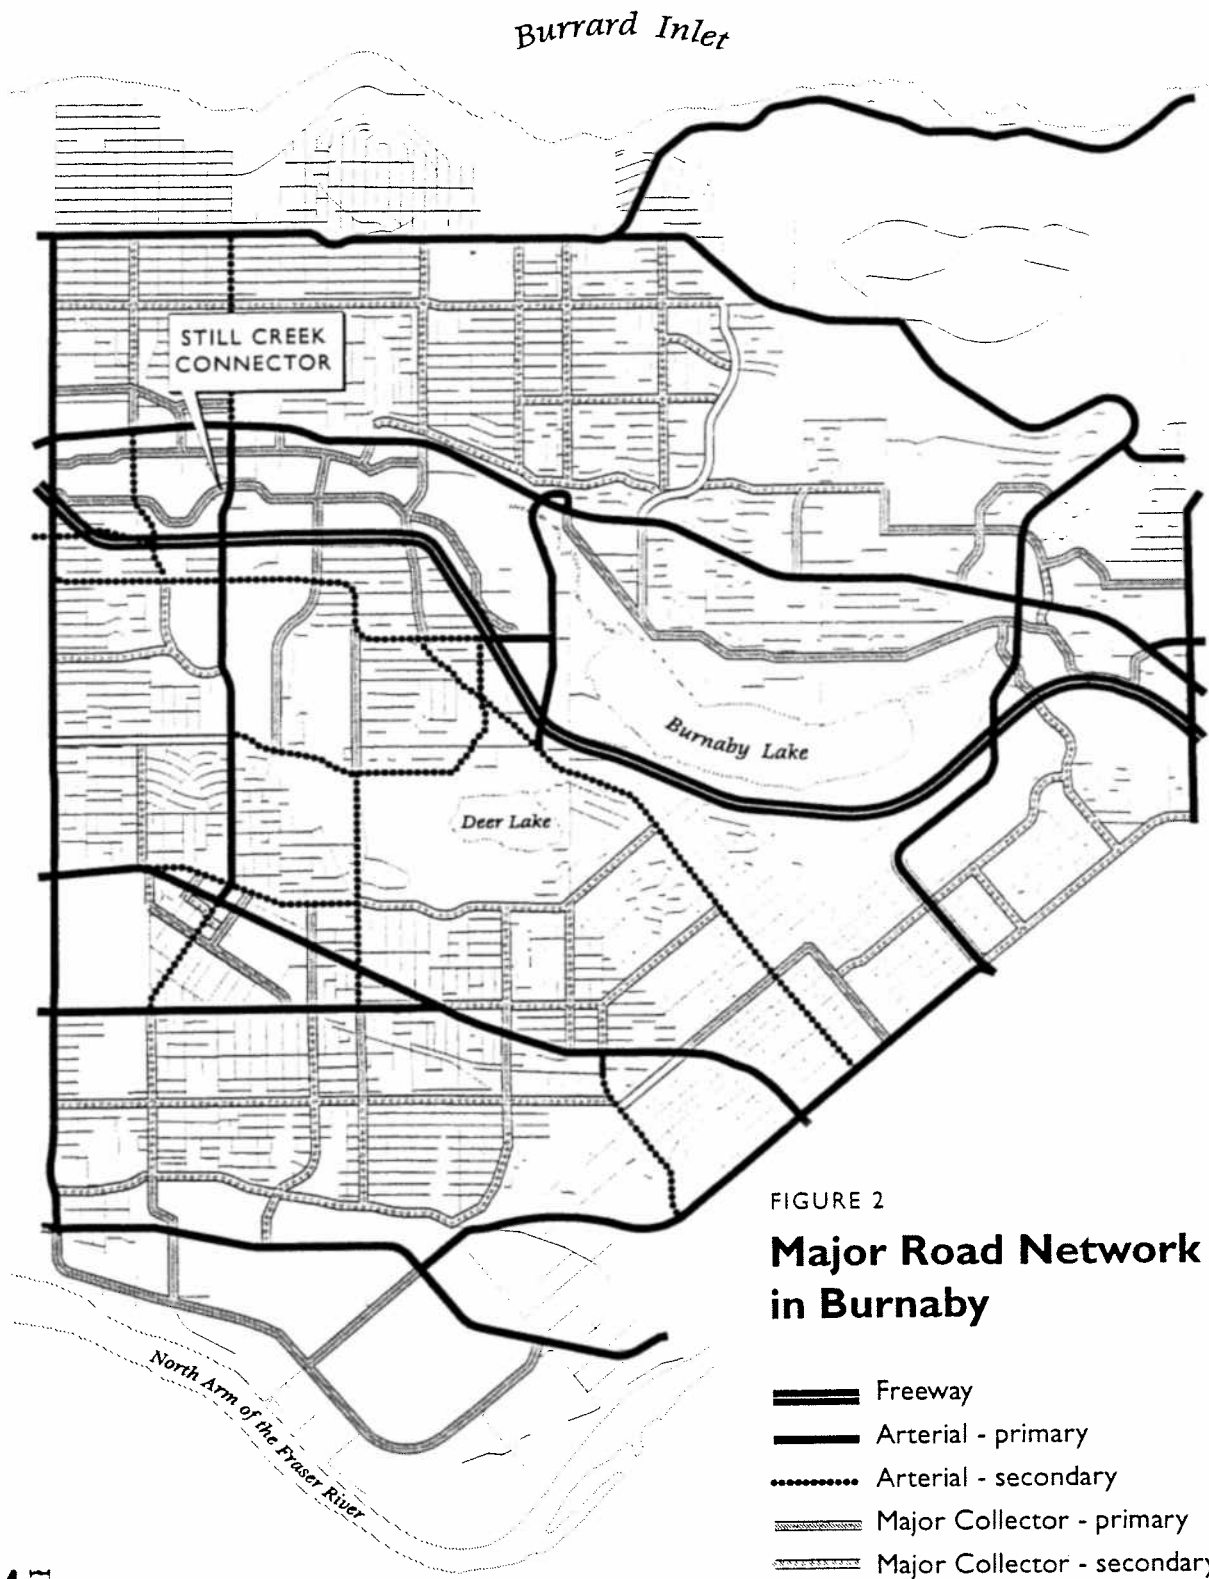 Burrard Inlet
STILL CREEK
CONNECTOR
Burnaby Lake
Deer Lake
FIGURE 2
Major Road Network
in Burnaby
North Arm of the Fraser River
Freeway
Arterial - primary
Arterial - secondary
Major Collector - primary
Major Collector - secondary